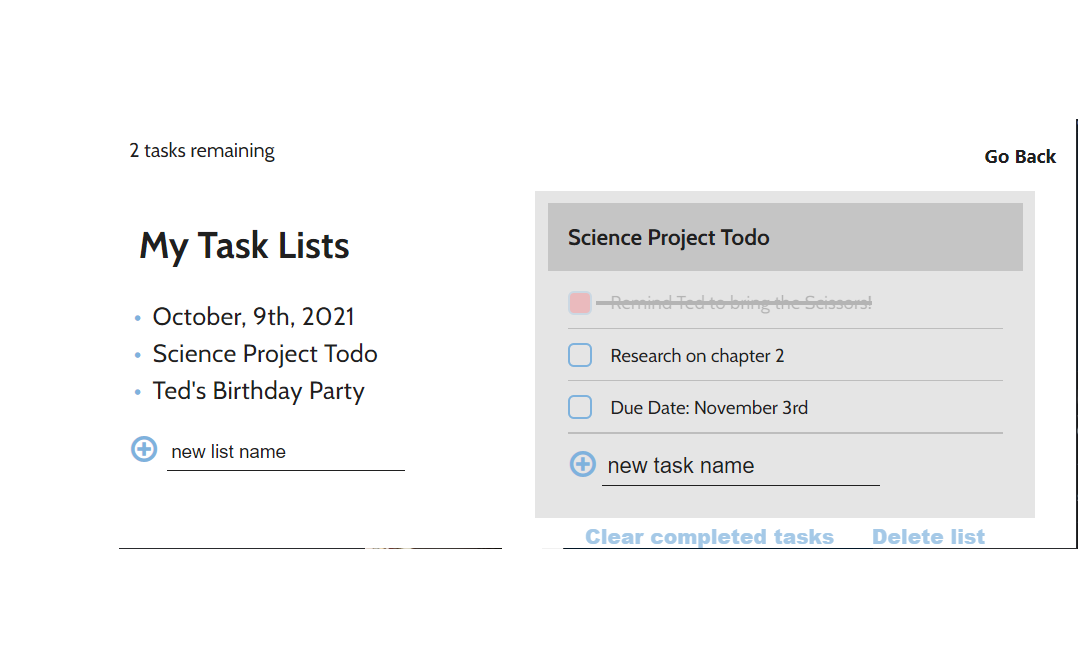 2 tasks remaining
Go Back
My Task Lists
October, 9th, 2021
Science Project Todo
Ted's Birthday Party
new list name
Science Project Todo
Remind Ted to bring the Scissors!
Research on chapter 2
Due Date: November 3rd
new task name
Clear completed tasks
Delete list